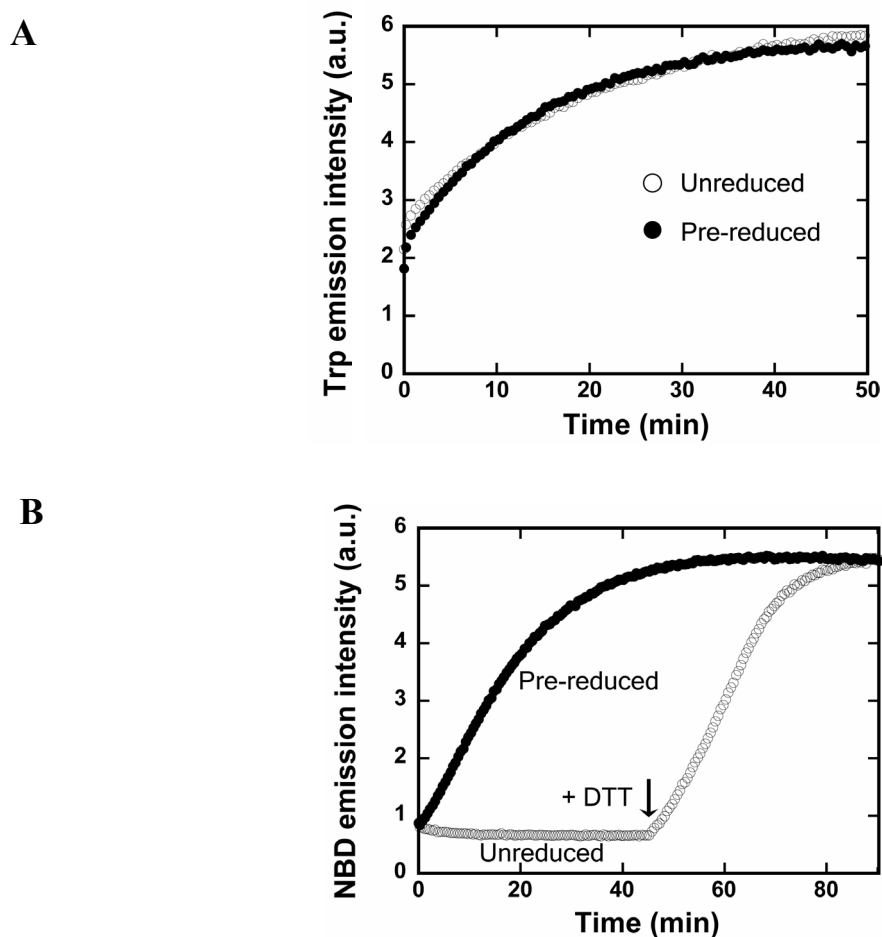 A
Trp emission intensity (a.u.)
6
5
4
3
2
1
0
Unreduced
Pre-reduced
0 10 20 30 40 50
Time (min)
B
NBD emission intensity (a.u.)
6
5
4
3
2
1
0
Pre-reduced
+ DTT
Unreduced
0 20 40 60 80
Time (min)